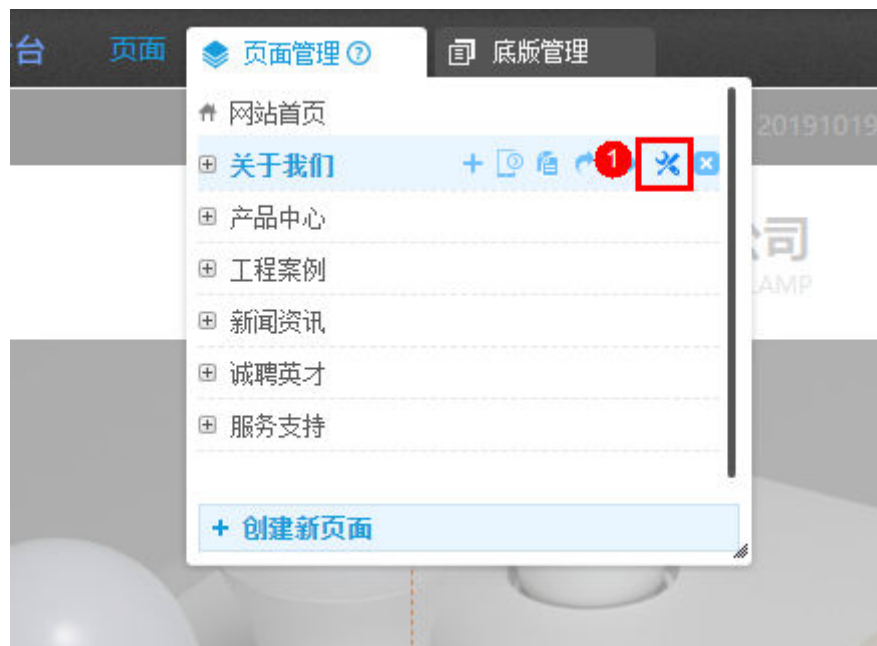 台 页面 页面管理 ? 底版管理
网站首页
20191019
关于我们
1
产品中心
司
工程案例
LAMP
新闻资讯
诚聘英才
服务支持
+ 创建新页面